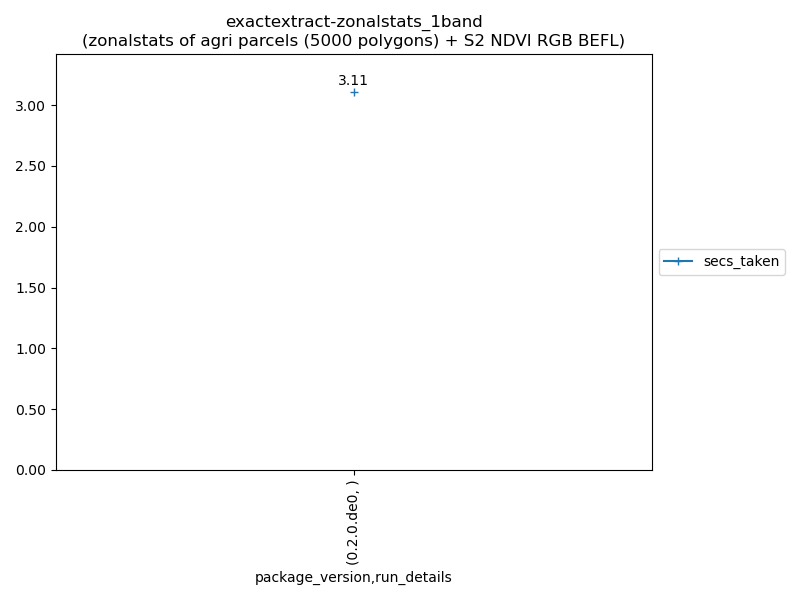 exactextract-zonalstats_1band
(zonalstats of agri parcels (5000 polygons) + S2 NDVI RGB BEFL)
3.11
3.00
2.50
2.00
1.50
1.00
0.50
0.00
secs_taken
(0.2.0.de0, )
package_version,run_details